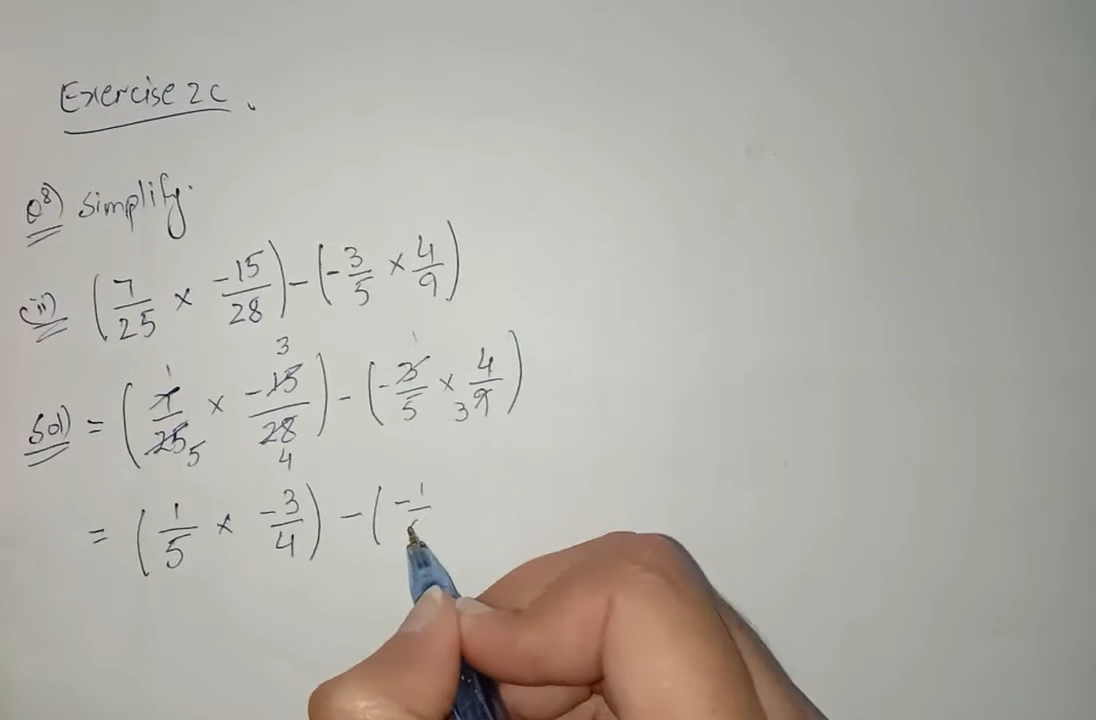 Exercise 2c.
Q8) Simplify.
(ii) (7/25 × -15/28) - (-3/5 × 4/9)
Sol) = (7/25 × -15/28) - (-3/5 × 4/9)
= (1/5 × -3/4) - (-1/